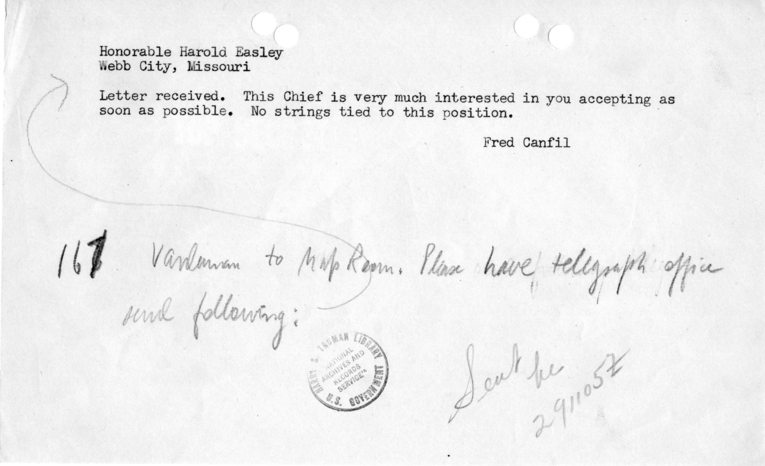 Honorable Harold Easley
Webb City, Missouri
Letter received.  This Chief is very much interested in you accepting as
soon as possible.  No strings tied to this position.
Fred Canfil
167 Vardaman to Map Room. Please have telegraph office
send following:
HARRY S. TRUMAN LIBRARY
NATIONAL
ARCHIVES AND
RECORDS
SERVICE
U.S. GOVERNMENT
Sent
291105Z